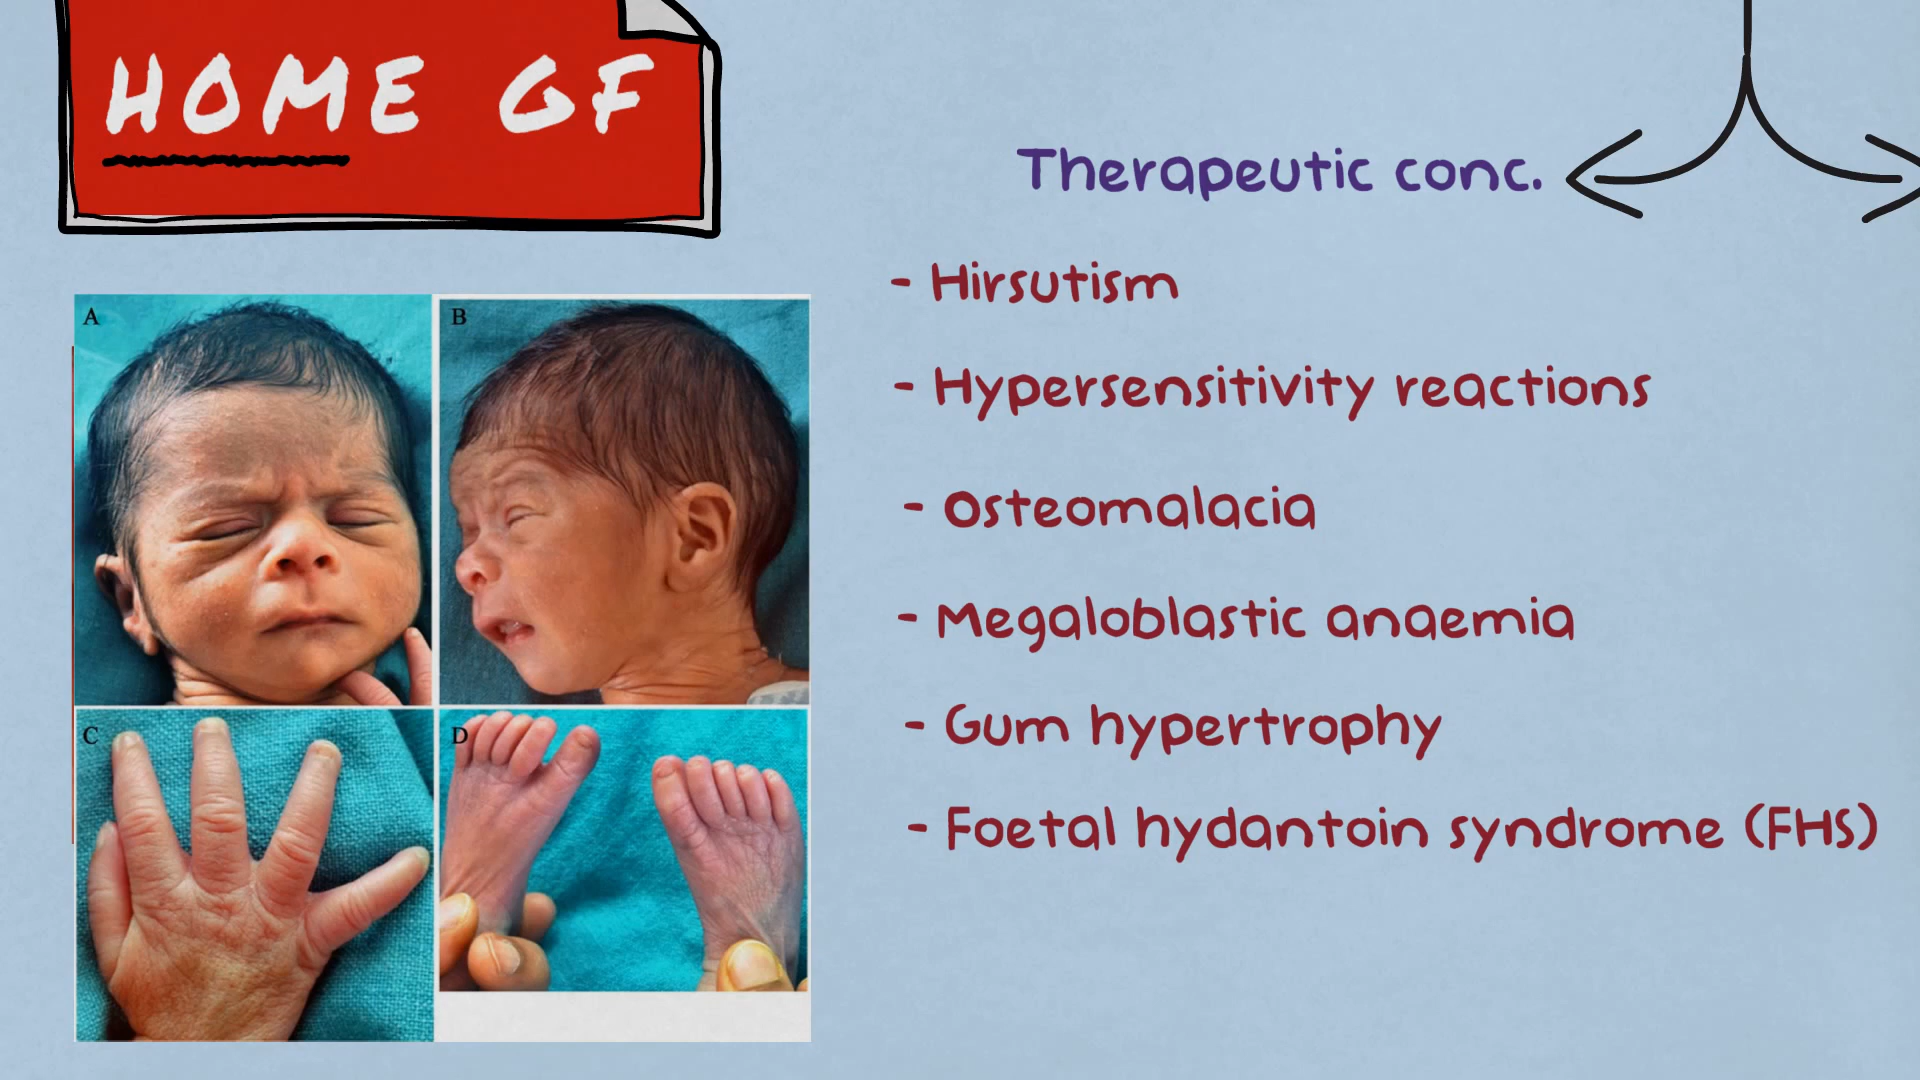 HOME GF
Therapeutic conc.
- Hirsutism
- Hypersensitivity reactions
- Osteomalacia
- Megaloblastic anaemia
- Gum hypertrophy
- Foetal hydantoin syndrome (FHS)
A
B
C
D